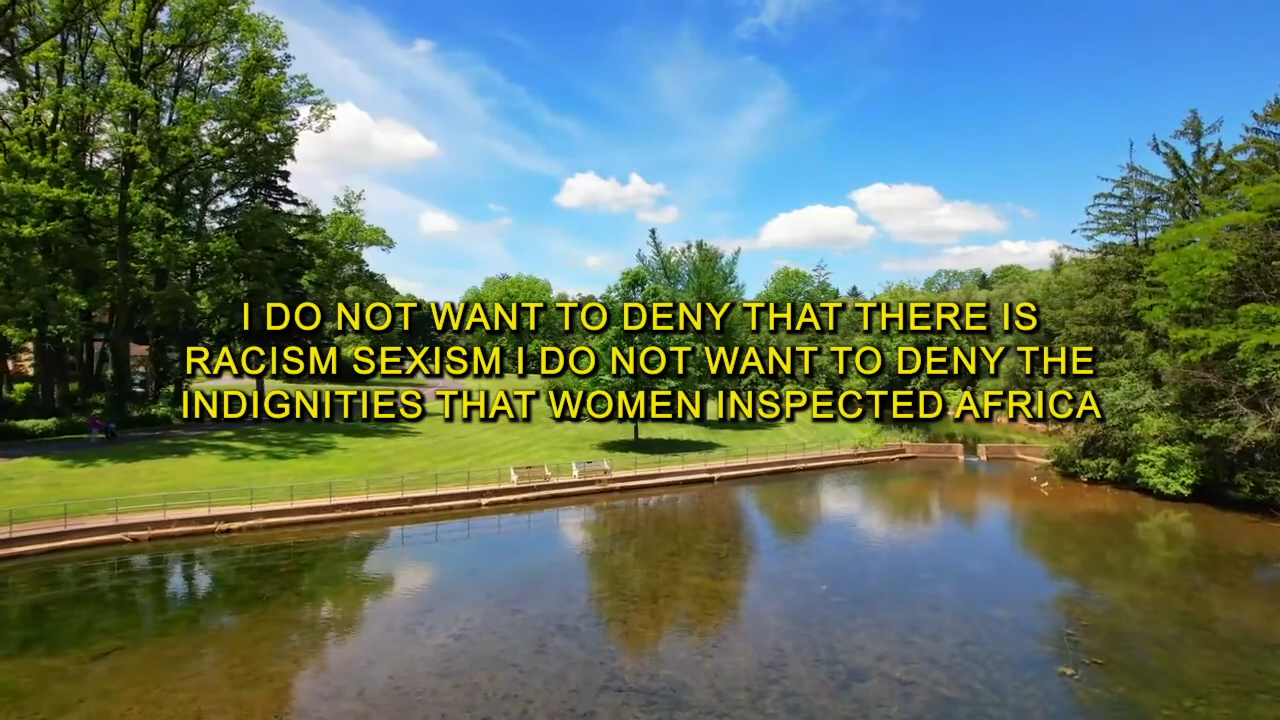 I DO NOT WANT TO DENY THAT THERE IS
RACISM SEXISM I DO NOT WANT TO DENY THE
INDIGNITIES THAT WOMEN INSPECTED AFRICA